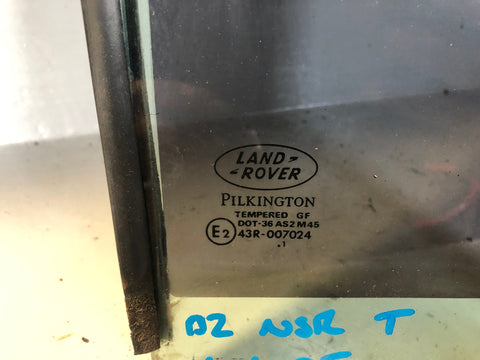 LAND
ROVER
PILKINGTON
TEMPERED GF
DOT-36 AS2 M45
E2 43R-007024
.1
D2 NSR T